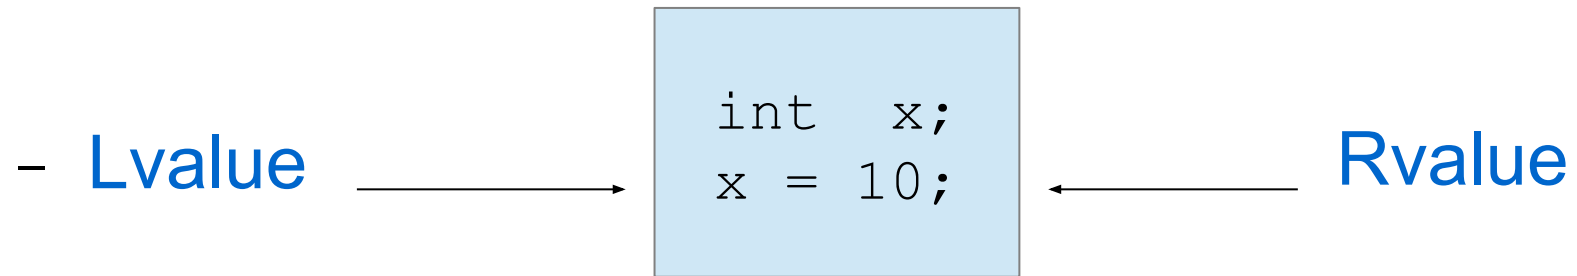 int x;
- Lvalue
x = 10;
Rvalue